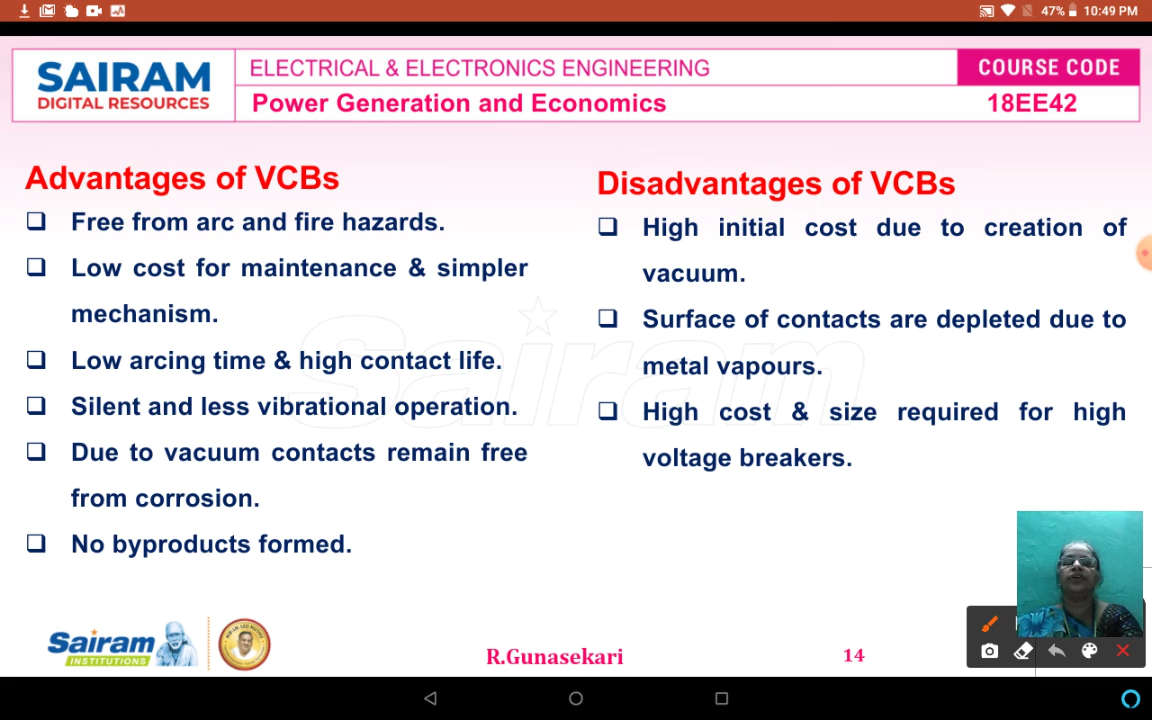 47% 10:49 PM
SAIRAM
DIGITAL RESOURCES
ELECTRICAL & ELECTRONICS ENGINEERING
Power Generation and Economics
COURSE CODE
18EE42
Advantages of VCBs
Free from arc and fire hazards.
Low cost for maintenance & simpler
mechanism.
Low arcing time & high contact life.
Silent and less vibrational operation.
Due to vacuum contacts remain free
from corrosion.
No byproducts formed.
Disadvantages of VCBs
High initial cost due to creation of
vacuum.
Surface of contacts are depleted due to
metal vapours.
High cost & size required for high
voltage breakers.
Sairam
Sairam
INSTITUTIONS
R.Gunasekari
14